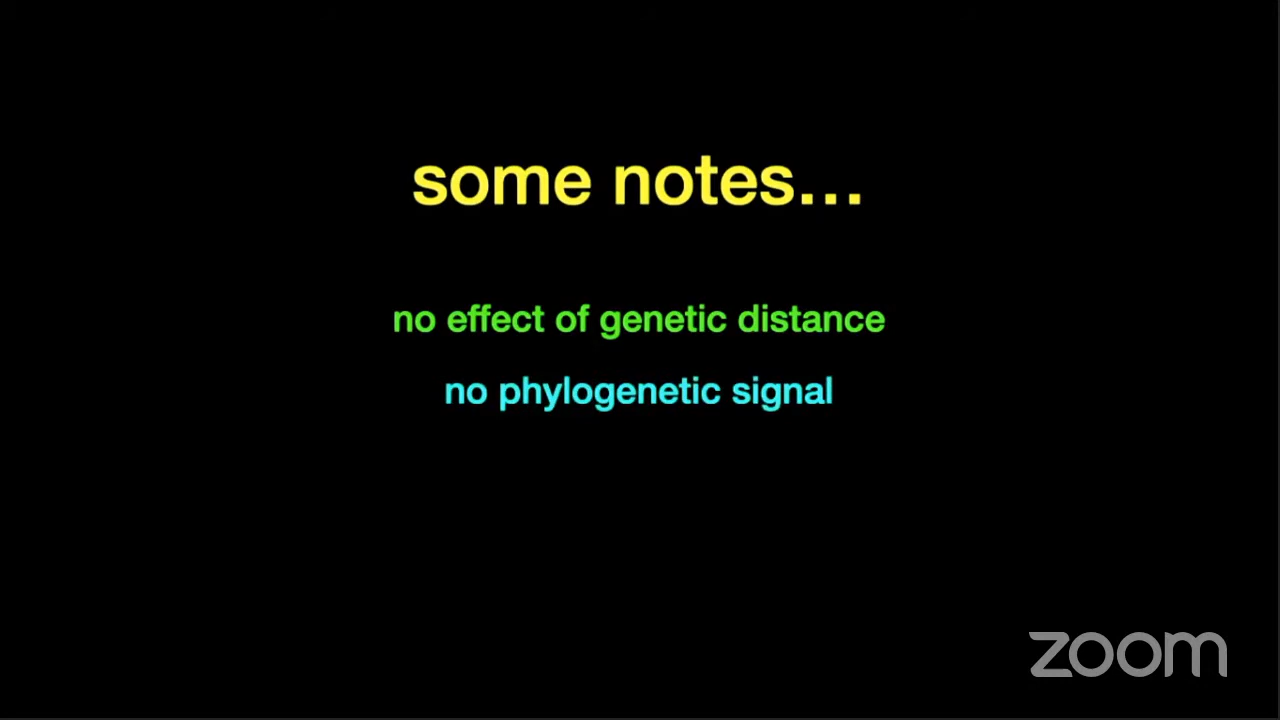 some notes...
no effect of genetic distance
no phylogenetic signal
zoom